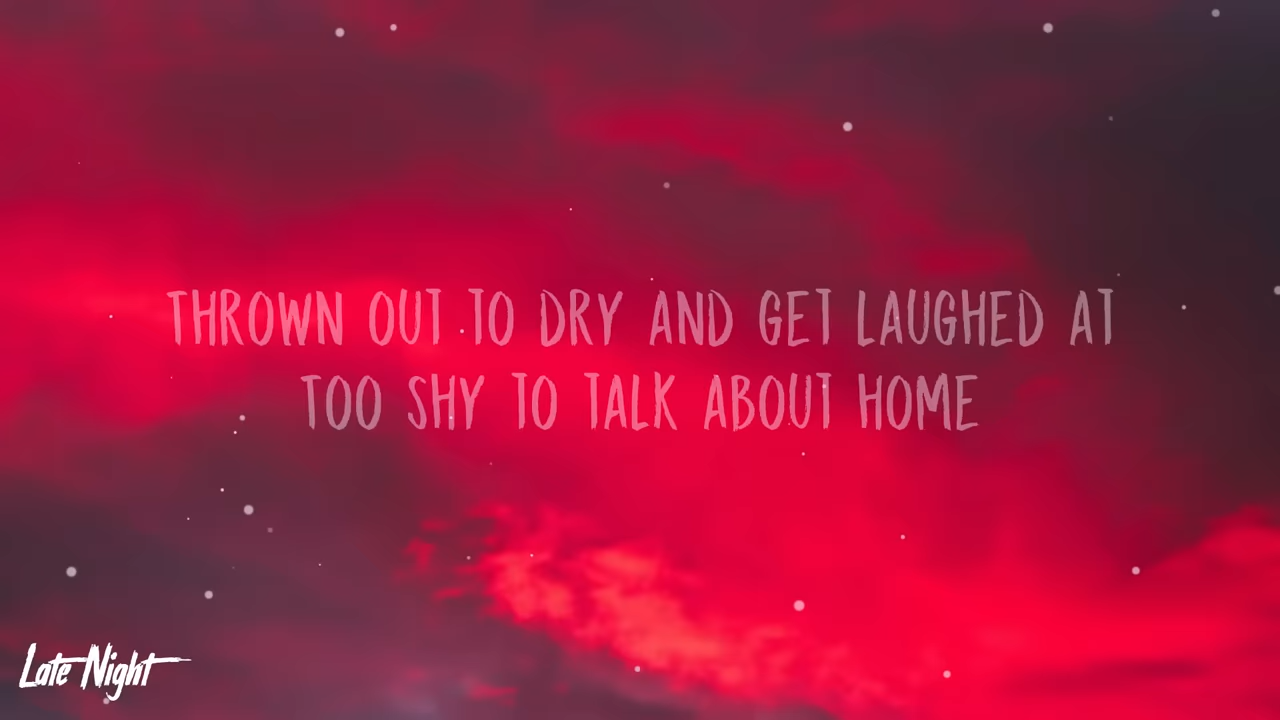 THROWN OUT TO DRY AND GET LAUGHED AT
TOO SHY TO TALK ABOUT HOME
Late Night